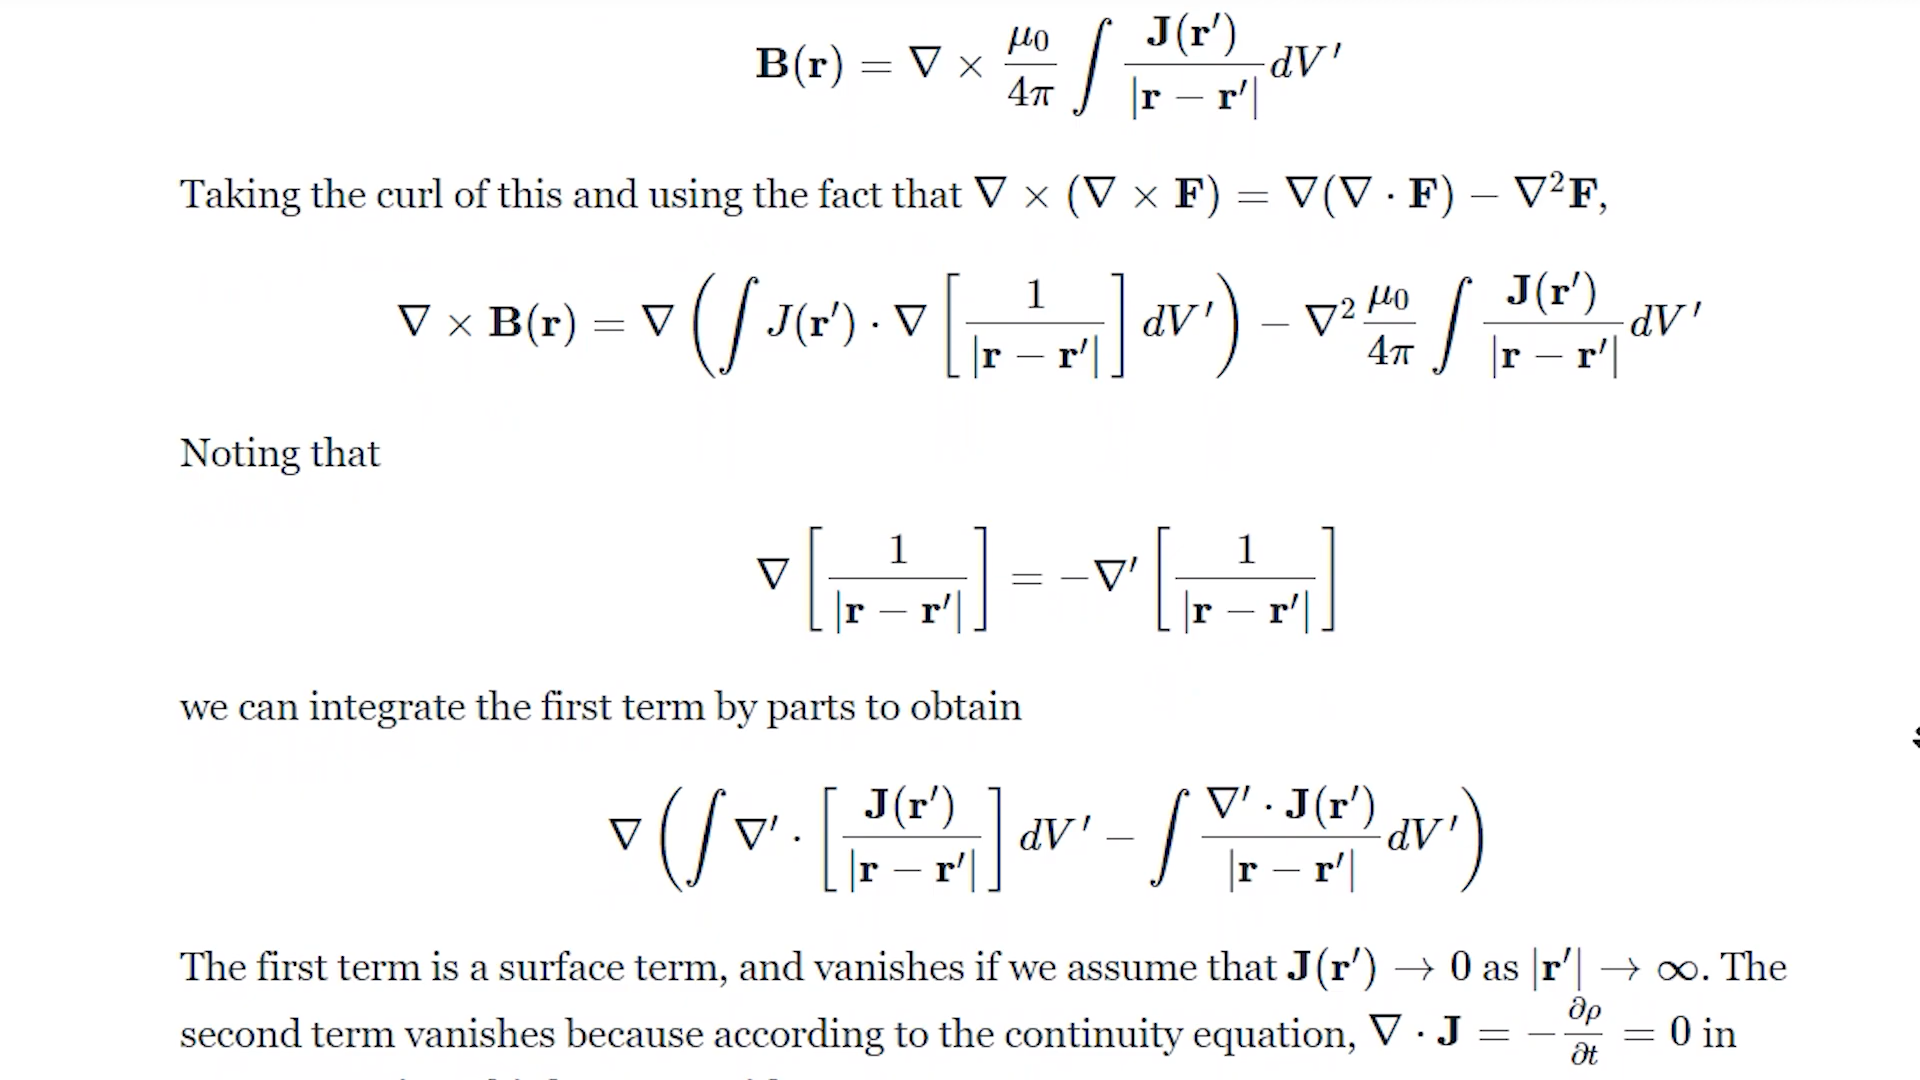 B(r) = ∇ × μ₀/4π ∫ J(r′)/|r − r′| dV′
Taking the curl of this and using the fact that ∇ × (∇ × F) = ∇(∇ · F) − ∇²F,
∇ × B(r) = ∇ (∫ J(r′) · ∇ [1/|r − r′|] dV′) − ∇² μ₀/4π ∫ J(r′)/|r − r′| dV′
Noting that
∇ [1/|r − r′|] = −∇′ [1/|r − r′|]
we can integrate the first term by parts to obtain
∇ (∫ ∇′ · [J(r′)/|r − r′|] dV′ − ∫ ∇′ · J(r′)/|r − r′| dV′)
The first term is a surface term, and vanishes if we assume that J(r′) → 0 as |r′| → ∞. The
second term vanishes because according to the continuity equation, ∇ · J = −∂ρ/∂t = 0 in